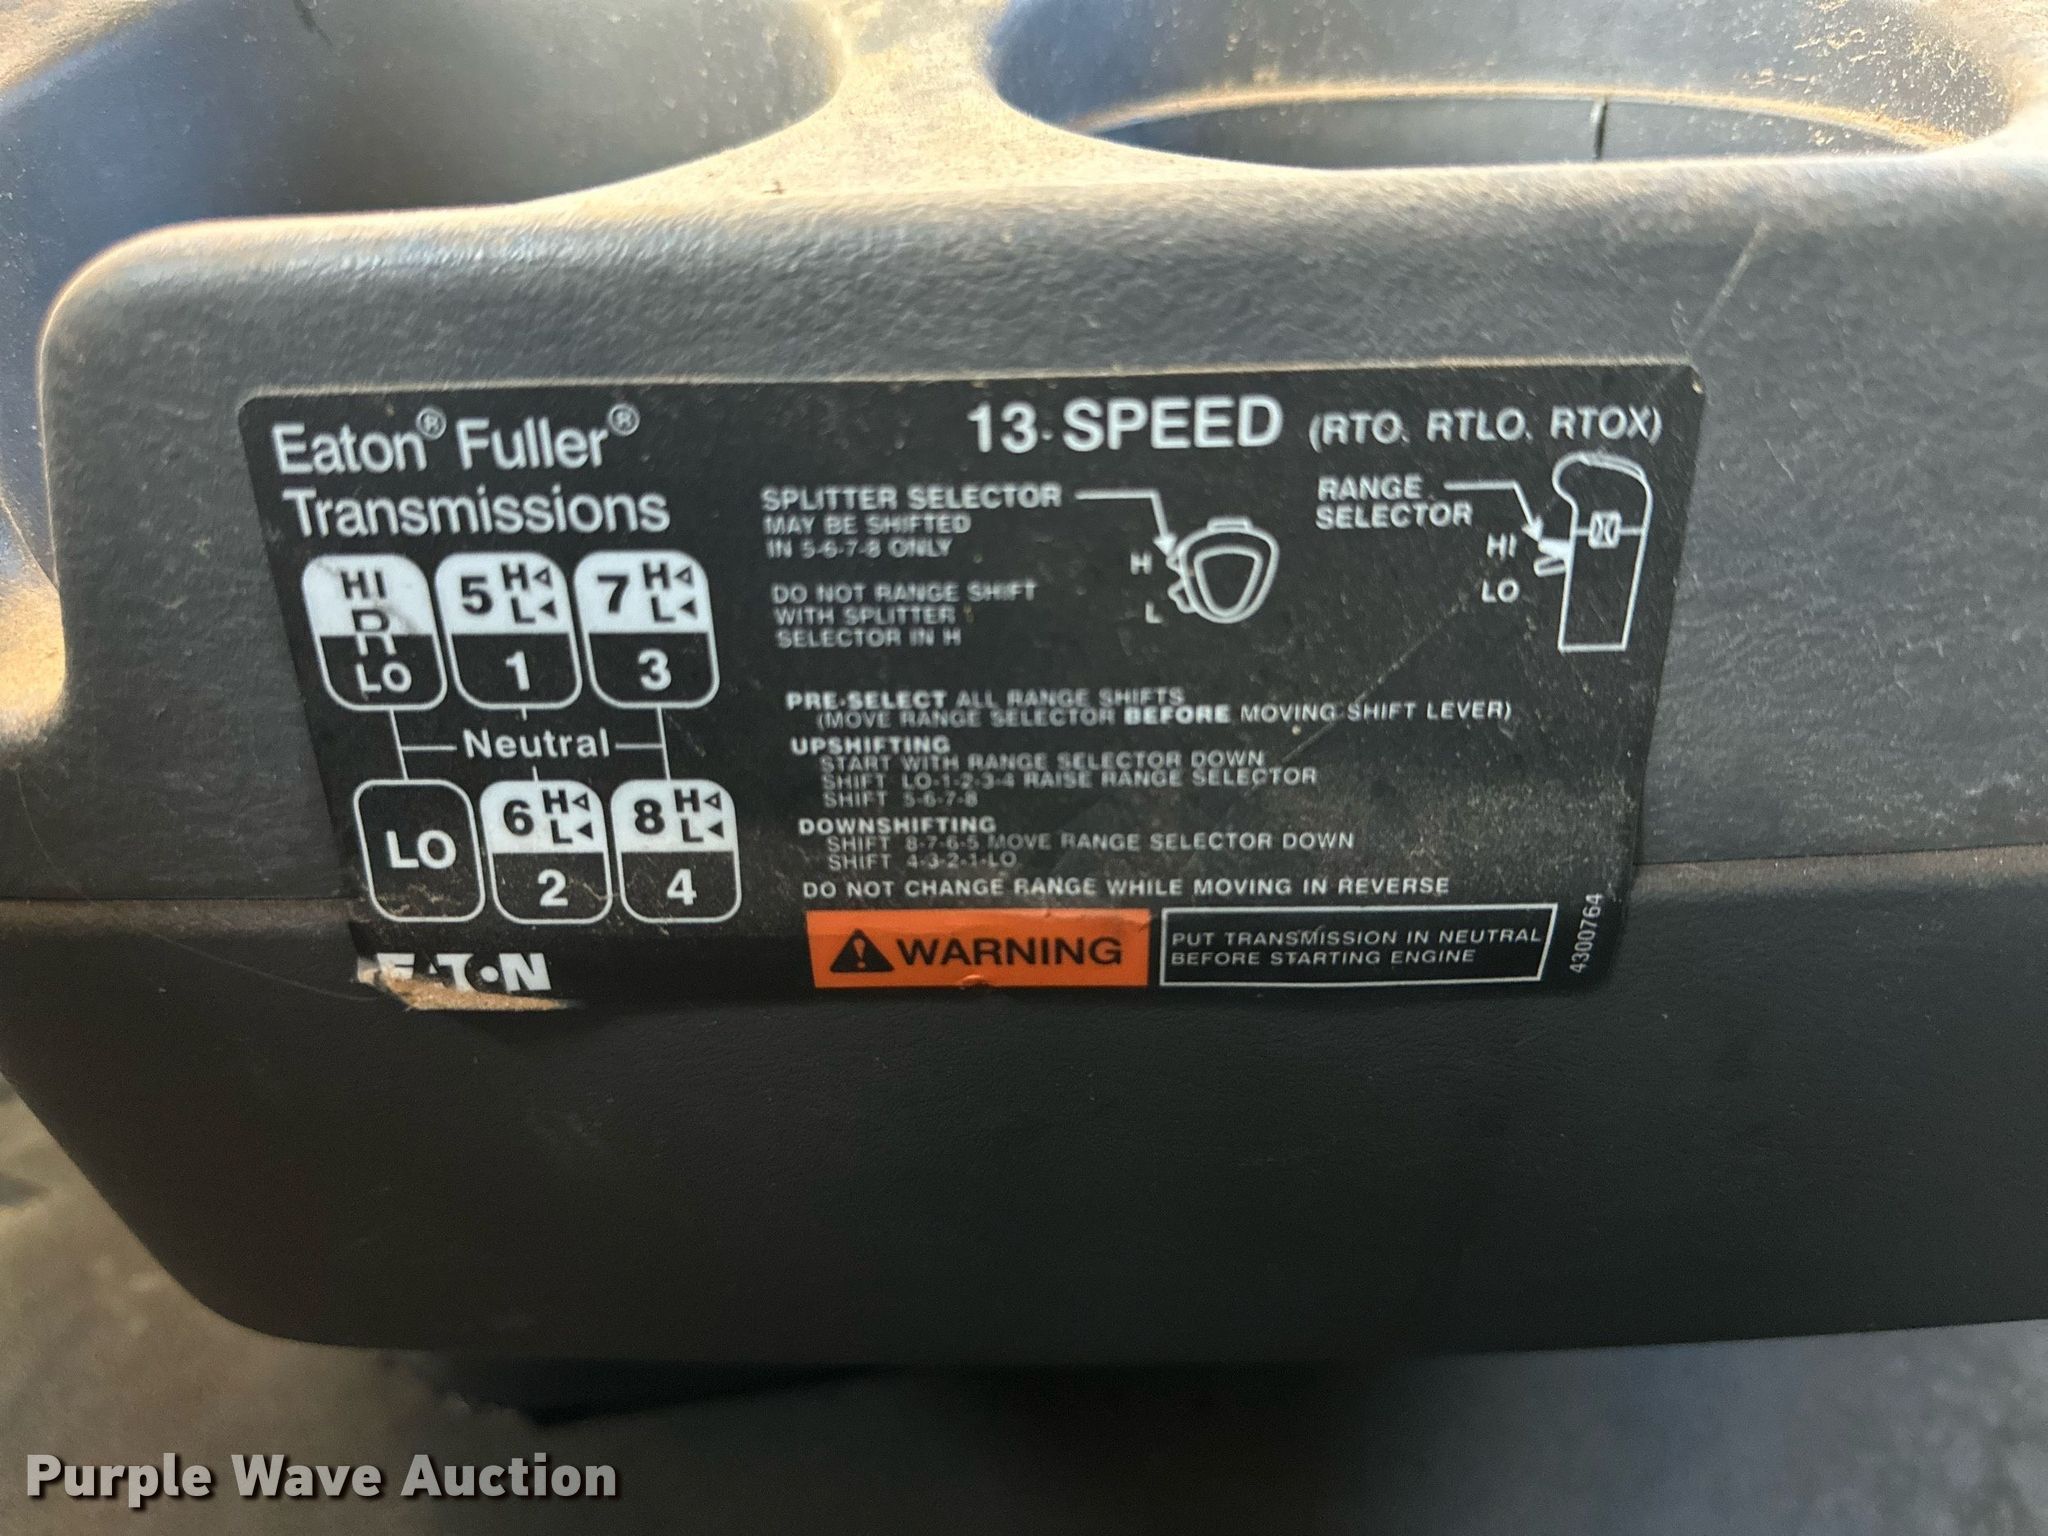 Eaton® Fuller®
Transmissions
13-SPEED (RTO, RTLO, RTOX)
SPLITTER SELECTOR
MAY BE SHIFTED
IN 5-6-7-8 ONLY
DO NOT RANGE SHIFT
WITH SPLITTER
SELECTOR IN H
H
L
RANGE
SELECTOR
HI
LO
HI
R
LO
5 H
L
1
7 H
L
3
Neutral
LO
6 H
L
2
8 H
L
4
PRE-SELECT ALL RANGE SHIFTS
(MOVE RANGE SELECTOR BEFORE MOVING SHIFT LEVER)
UPSHIFTING
START WITH RANGE SELECTOR DOWN
SHIFT LO-1-2-3-4 RAISE RANGE SELECTOR
SHIFT 5-6-7-8
DOWNSHIFTING
SHIFT 8-7-6-5 MOVE RANGE SELECTOR DOWN
SHIFT 4-3-2-1-LO
DO NOT CHANGE RANGE WHILE MOVING IN REVERSE
EATON
WARNING
PUT TRANSMISSION IN NEUTRAL
BEFORE STARTING ENGINE
4300764
Purple Wave Auction